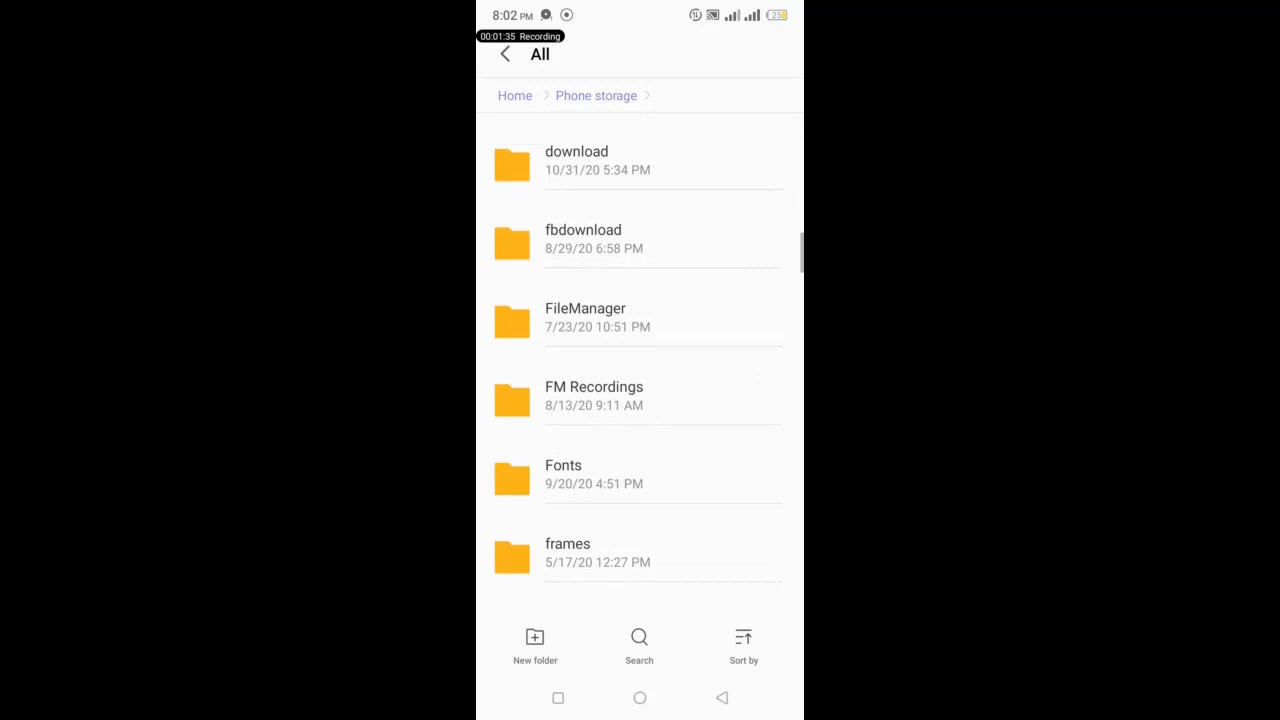 8:02 PM
25
00:01:35 Recording
All
Home
Phone storage
download
10/31/20 5:34 PM
fbdownload
8/29/20 6:58 PM
FileManager
7/23/20 10:51 PM
FM Recordings
8/13/20 9:11 AM
Fonts
9/20/20 4:51 PM
frames
5/17/20 12:27 PM
New folder
Search
Sort by